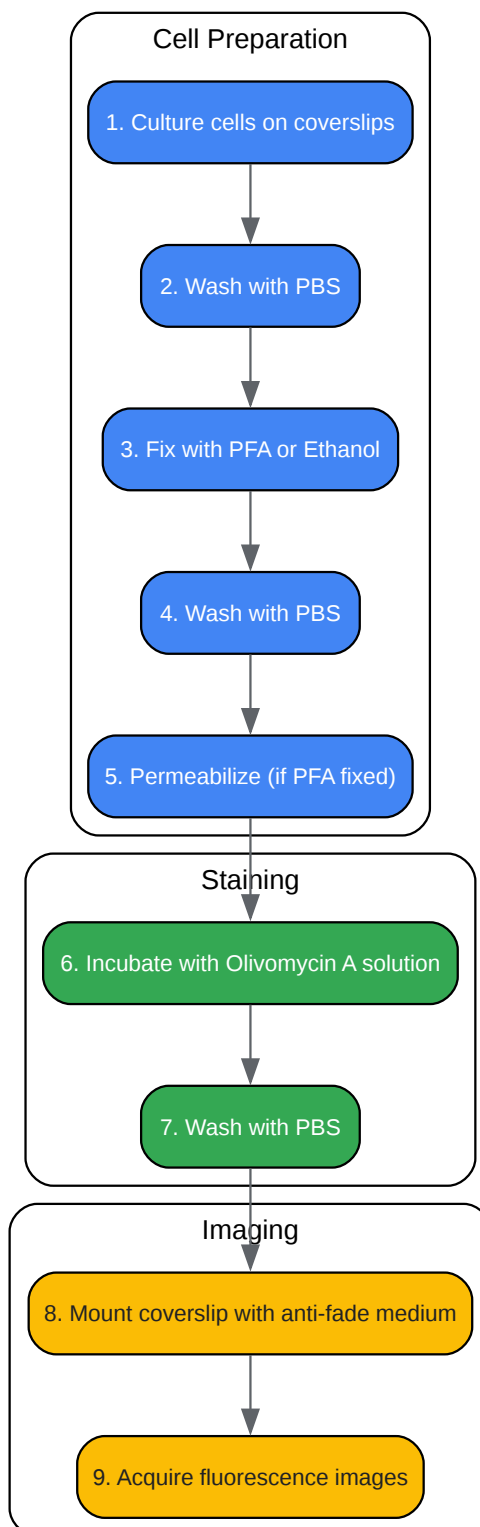 Cell Preparation
1. Culture cells on coverslips
2. Wash with PBS
3. Fix with PFA or Ethanol
4. Wash with PBS
5. Permeabilize (if PFA fixed)
Staining
6. Incubate with Olivomycin A solution
7. Wash with PBS
Imaging
8. Mount coverslip with anti-fade medium
9. Acquire fluorescence images